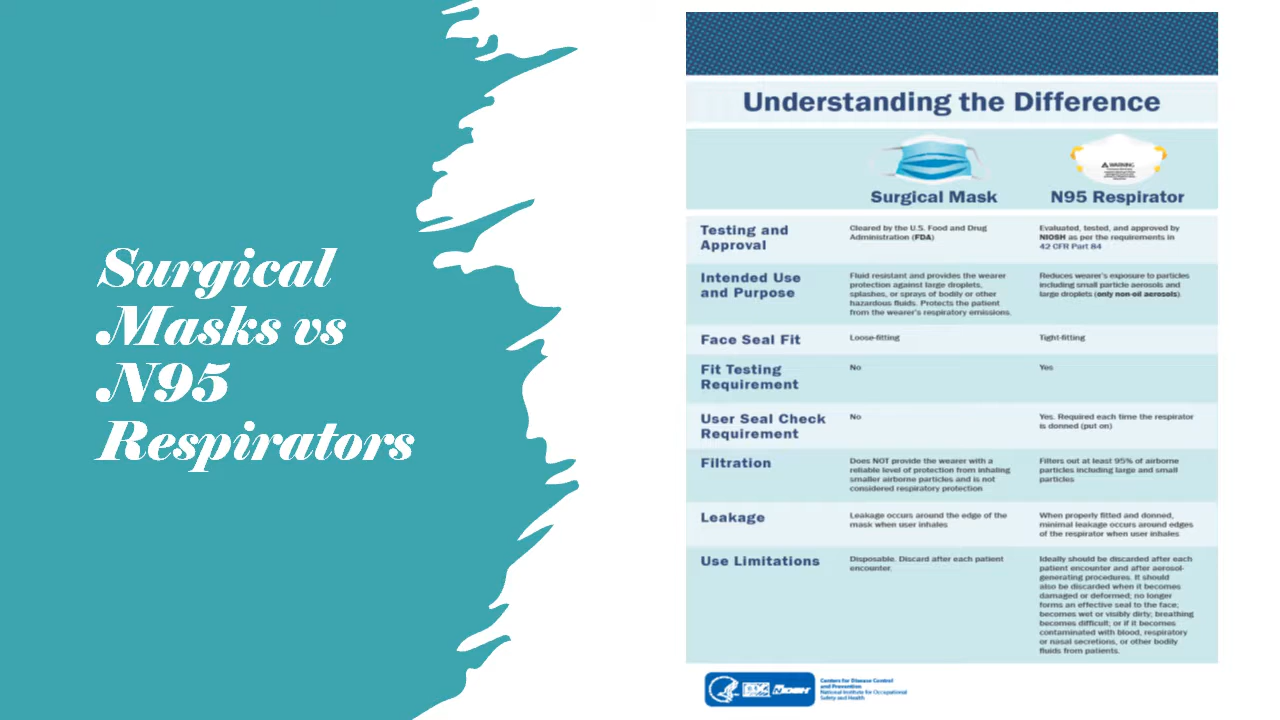 Surgical
Masks vs
N95
Respirators
Understanding the Difference
WARNING
Surgical Mask
N95 Respirator
Testing and
Approval
Cleared by the U.S. Food and Drug
Administration (FDA)
Evaluated, tested, and approved by
NIOSH as per the requirements in
42 CFR Part 84
Intended Use
and Purpose
Fluid resistant and provides the wearer
protection against large droplets,
splashes, or sprays of bodily or other
hazardous fluids. Protects the patient
from the wearer's respiratory emissions.
Reduces wearer's exposure to particles
including small particle aerosols and
large droplets (only non-oil aerosols).
Face Seal Fit
Loose-fitting
Tight-fitting
Fit Testing
Requirement
No
Yes
User Seal Check
Requirement
No
Yes. Required each time the respirator
is donned (put on)
Filtration
Does NOT provide the wearer with a
reliable level of protection from inhaling
smaller airborne particles and is not
considered respiratory protection
Filters out at least 95% of airborne
particles including large and small
particles
Leakage
Leakage occurs around the edge of the
mask when user inhales
When properly fitted and donned,
minimal leakage occurs around edges
of the respirator when user inhales
Use Limitations
Disposable. Discard after each patient
encounter.
Ideally should be discarded after each
patient encounter and after aerosol-
generating procedures. It should
also be discarded when it becomes
damaged or deformed; no longer
forms an effective seal to the face;
becomes wet or visibly dirty; breathing
becomes difficult; or if it becomes
contaminated with blood, respiratory
or nasal secretions, or other bodily
fluids from patients.
CDC NIOSH
Centers for Disease Control
and Prevention
National Institute for Occupational
Safety and Health